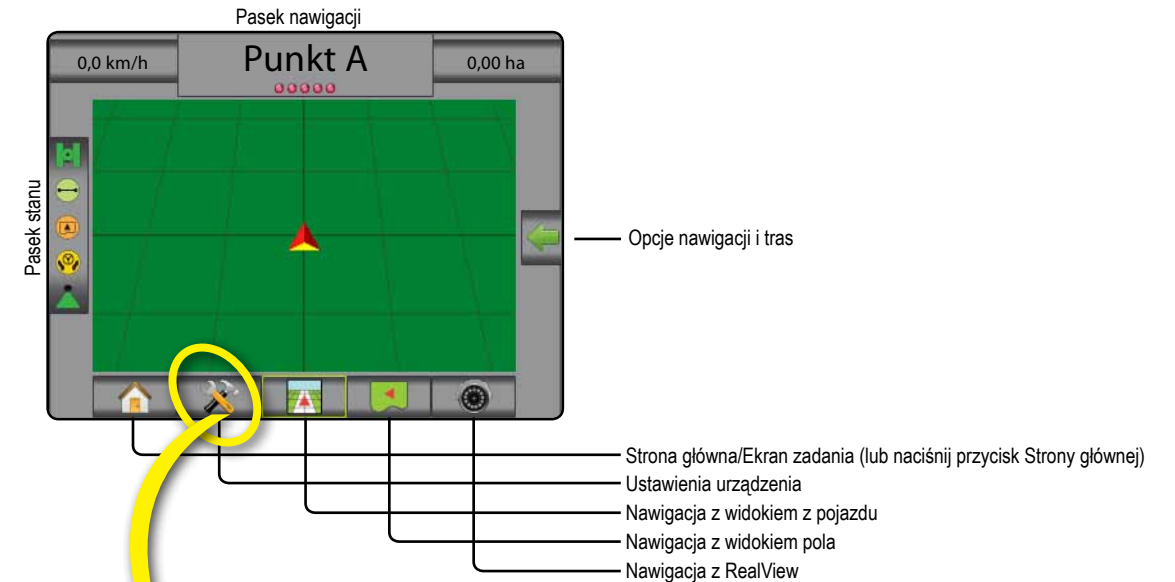 Pasek nawigacji
0,0 km/h
Punkt A
0,00 ha
Pasek stanu
Opcje nawigacji i tras
Strona główna/Ekran zadania (lub naciśnij przycisk Strony głównej)
Ustawienia urządzenia
Nawigacja z widokiem z pojazdu
Nawigacja z widokiem pola
Nawigacja z RealView